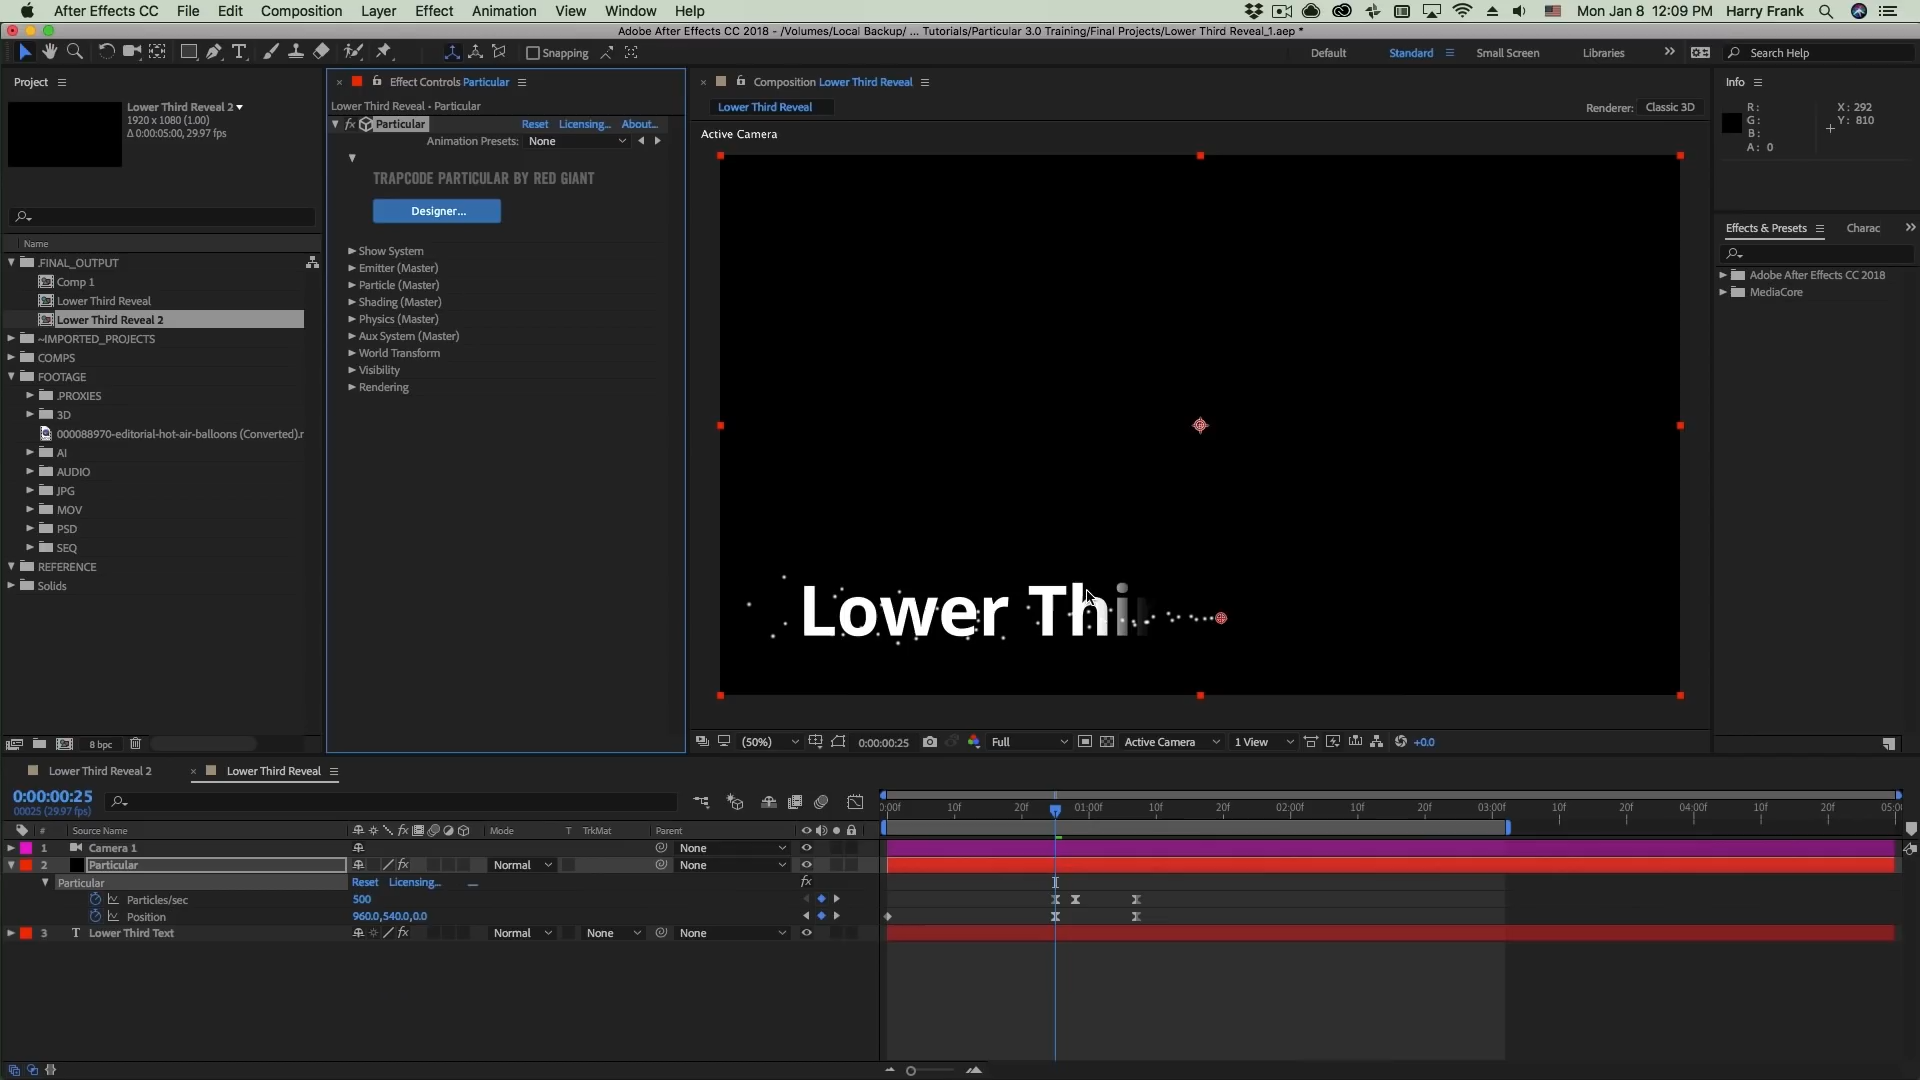 After Effects CC File Edit Composition Layer Effect Animation View Window Help Mon Jan 8 12:09 PM Harry Frank
Adobe After Effects CC 2018 - /Volumes/Local Backup/ ... Tutorials/Particular 3.0 Training/Final Projects/Lower Third Reveal_1.aep *
Snapping Default Standard Small Screen Libraries Search Help
Project
Lower Third Reveal 2
1920 x 1080 (1.00)
Δ 0:00:05:00, 29.97 fps
Name
.FINAL_OUTPUT
Comp 1
Lower Third Reveal
Lower Third Reveal 2
~IMPORTED_PROJECTS
COMPS
FOOTAGE
.PROXIES
3D
000088970-editorial-hot-air-balloons (Converted).r
AI
AUDIO
JPG
MOV
PSD
SEQ
REFERENCE
Solids
8 bpc
Effect Controls Particular
Lower Third Reveal - Particular
fx Particular Reset Licensing... About...
Animation Presets: None
TRAPCODE PARTICULAR BY RED GIANT
Designer...
Show System
Emitter (Master)
Particle (Master)
Shading (Master)
Physics (Master)
Aux System (Master)
World Transform
Visibility
Rendering
Composition Lower Third Reveal
Lower Third Reveal Renderer: Classic 3D
Active Camera
Lower Thi
(50%) 0:00:00:25 Full Active Camera 1 View +0.0
Info
R: X: 292
G: Y: 810
B:
A: 0
Effects & Presets Charac
Adobe After Effects CC 2018
MediaCore
Lower Third Reveal 2 Lower Third Reveal
0:00:00:25
00025 (29.97 fps)
:00f 10f 20f 01:00f 10f 20f 02:00f 10f 20f 03:00f 10f 20f 04:00f 10f 20f 05:0
# Source Name fx Mode T TrkMat Parent
1 Camera 1 None
2 Particular fx Normal None
Particular Reset Licensing... fx
Particles/sec 500
Position 960.0,540.0,0.0
3 T Lower Third Text fx Normal None None